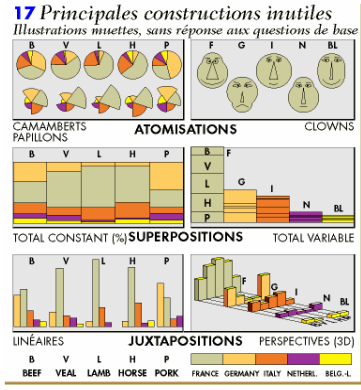 17 Principales constructions inutiles
Illustrations muettes, sans réponse aux questions de base
B V L H P F G I N BL
CAMAMBERTS
PAPILLONS ATOMISATIONS CLOWNS
B V L H P B F
V
L G
H I
P N BL
TOTAL CONSTANT (%) SUPERPOSITIONS TOTAL VARIABLE
B V L H P F G I N BL
LINÉAIRES JUXTAPOSITIONS PERSPECTIVES (3D)
B V L H P
BEEF VEAL LAMB HORSE PORK FRANCE GERMANY ITALY NETHERL. BELG.-L.